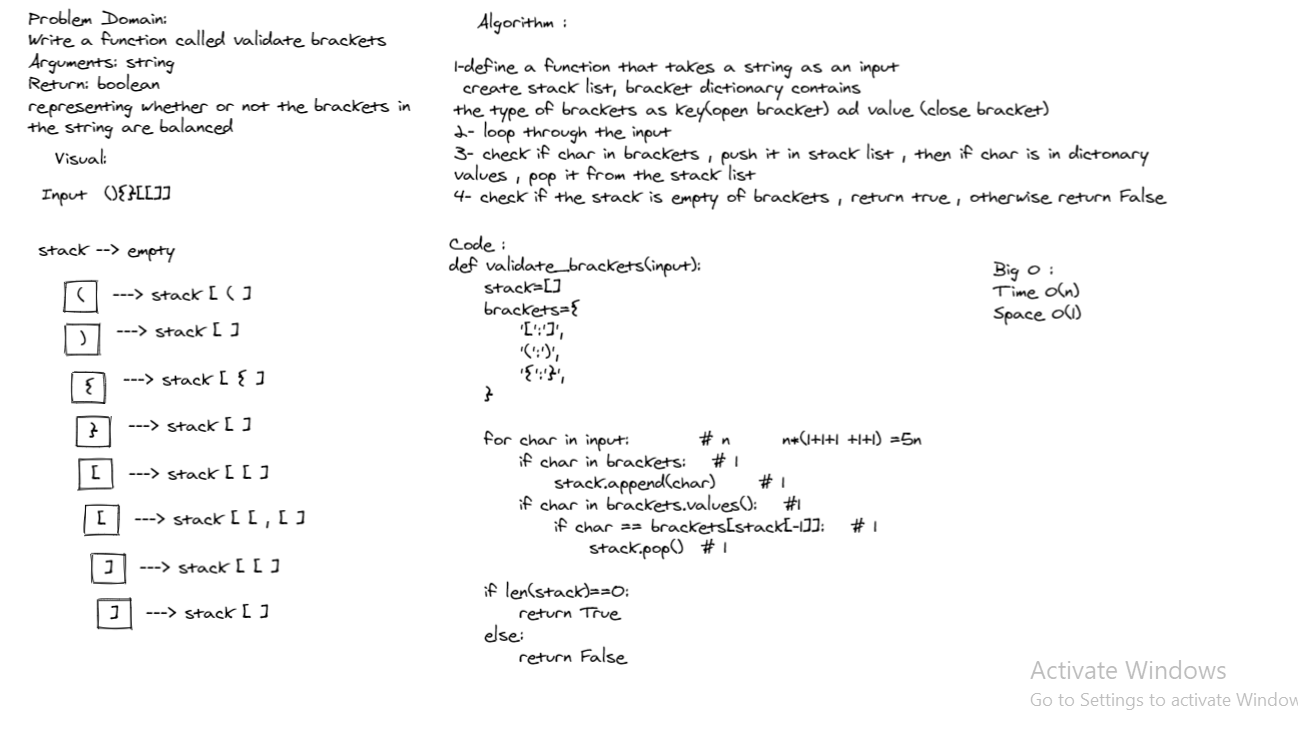 Problem Domain:
Write a function called validate brackets
Arguments: string
Return: boolean
representing whether or not the brackets in
the string are balanced
Visual:
Input (){}[[]]
stack --> empty
( ---> stack [ ( ]
) ---> stack [ ]
{ ---> stack [ { ]
} ---> stack [ ]
[ ---> stack [ [ ]
[ ---> stack [ [ , [ ]
] ---> stack [ [ ]
] ---> stack [ ]
Algorithm :
1-define a function that takes a string as an input
create stack list, bracket dictionary contains
the type of brackets as key(open bracket) ad value (close bracket)
2- loop through the input
3- check if char in brackets , push it in stack list , then if char is in dictonary
values , pop it from the stack list
4- check if the stack is empty of brackets , return true , otherwise return False
Code :
def validate_brackets(input):
stack=[]
brackets={
'[':']',
'(':')',
'{':'}',
}
for char in input: # n n*(1+1+1 +1+1) =5n
if char in brackets: # 1
stack.append(char) # 1
if char in brackets.values(): #1
if char == brackets[stack[-1]]: # 1
stack.pop() # 1
if len(stack)==0:
return True
else:
return False
Big O :
Time O(n)
Space O(1)
Activate Windows
Go to Settings to activate Window